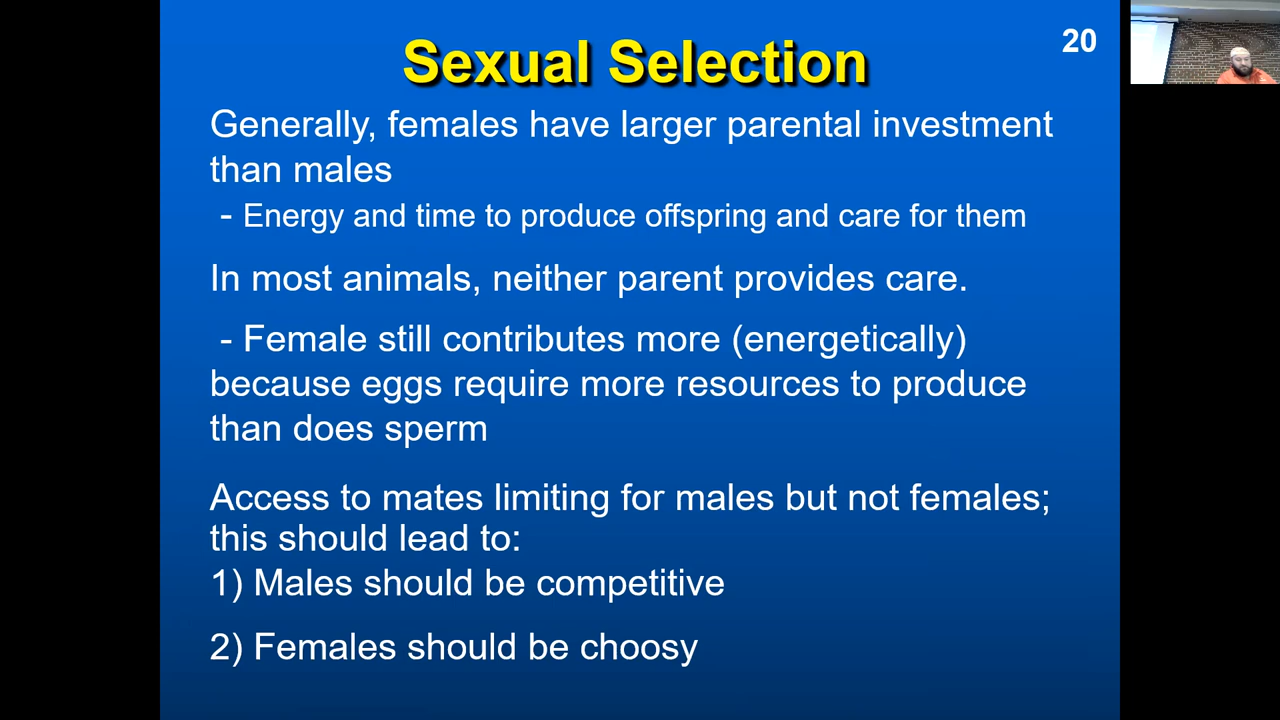 Sexual Selection
20
Generally, females have larger parental investment
than males
- Energy and time to produce offspring and care for them
In most animals, neither parent provides care.
- Female still contributes more (energetically)
because eggs require more resources to produce
than does sperm
Access to mates limiting for males but not females;
this should lead to:
1) Males should be competitive
2) Females should be choosy